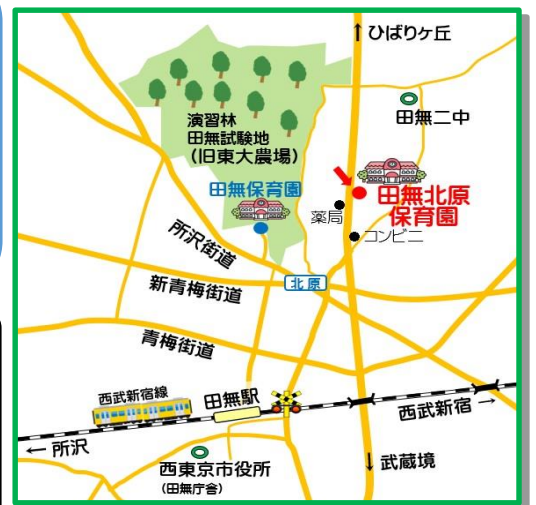 ↑ひばりヶ丘
田無二中
演習林
田無試験地
(旧東大農場)
田無保育園
田無北原
保育園
薬局
コンビニ
所沢街道
新青梅街道
北原
青梅街道
西武新宿線
田無駅
西武新宿→
←所沢
西東京市役所
(田無庁舎)
↓武蔵境